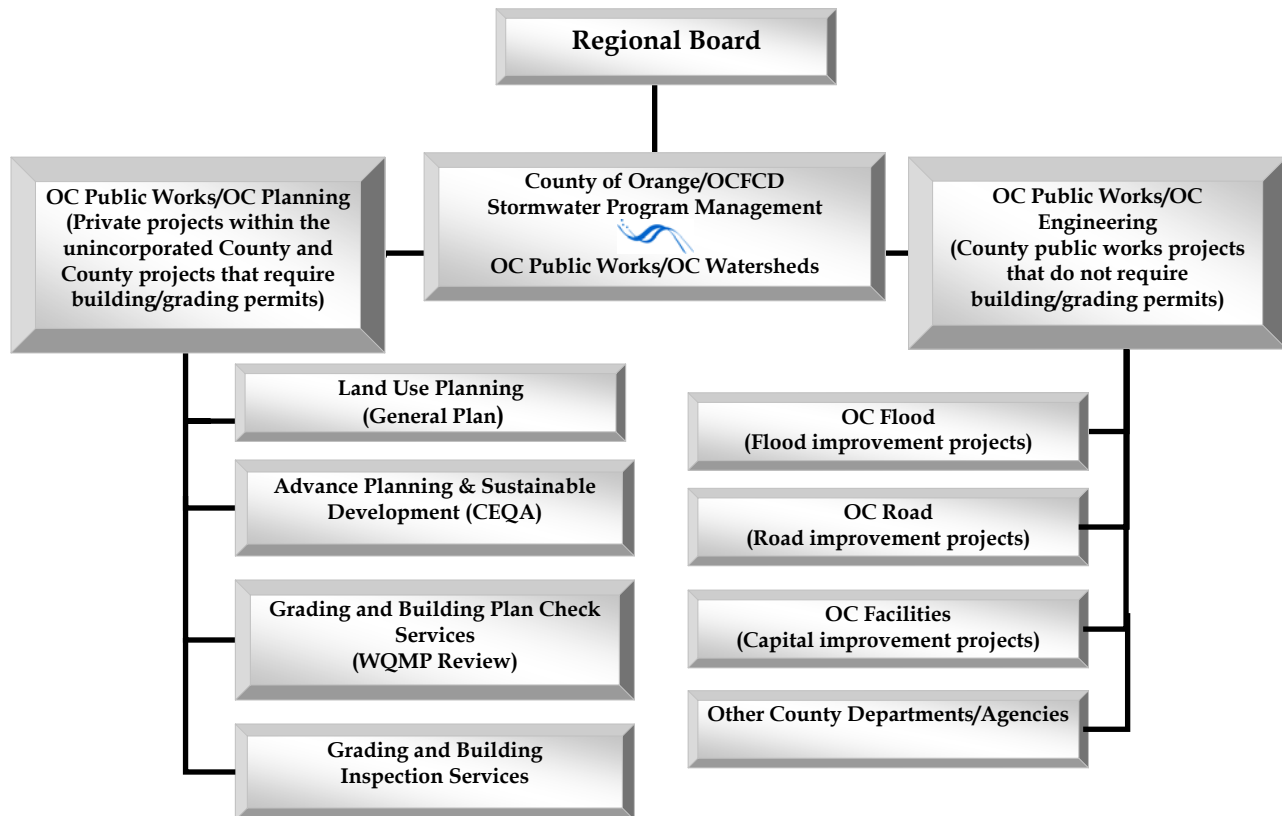 Regional Board
OC Public Works/OC Planning
(Private projects within the
unincorporated County and
County projects that require
building/grading permits)
County of Orange/OCFCD
Stormwater Program Management
OC Public Works/OC Watersheds
OC Public Works/OC
Engineering
(County public works projects
that do not require
building/grading permits)
Land Use Planning
(General Plan)
Advance Planning & Sustainable
Development (CEQA)
Grading and Building Plan Check
Services
(WQMP Review)
Grading and Building
Inspection Services
OC Flood
(Flood improvement projects)
OC Road
(Road improvement projects)
OC Facilities
(Capital improvement projects)
Other County Departments/Agencies